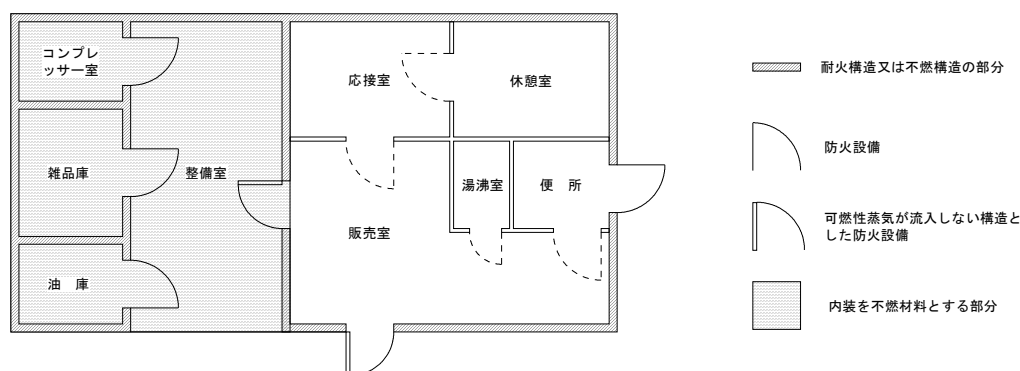 コンプレ
ッサー室
応接室
休憩室
雑品庫
整備室
湯沸室
便　所
販売室
油　庫
耐火構造又は不燃構造の部分
防火設備
可燃性蒸気が流入しない構造と
した防火設備
内装を不燃材料とする部分